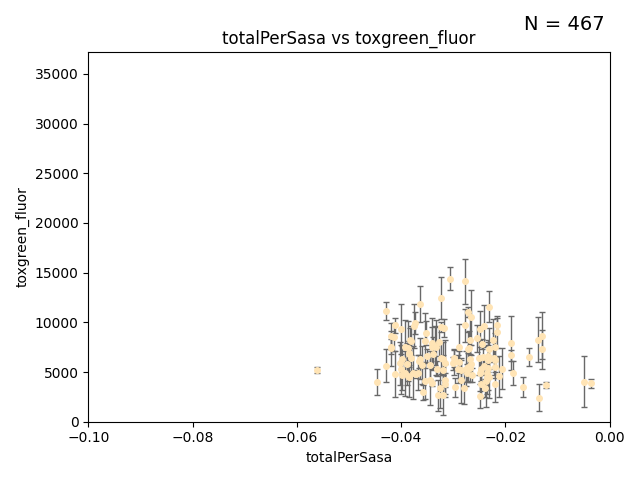 N = 467
totalPerSasa vs toxgreen_fluor
toxgreen_fluor
35000
30000
25000
20000
15000
10000
5000
0
−0.10 −0.08 −0.06 −0.04 −0.02 0.00
totalPerSasa